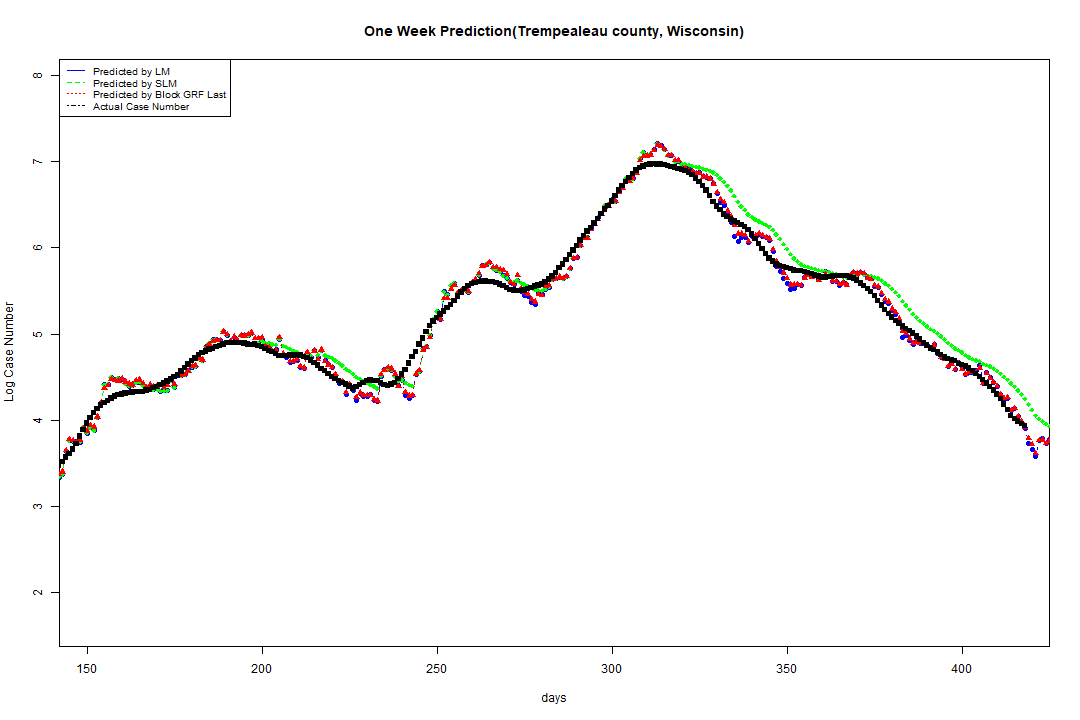 One Week Prediction(Trempealeau county, Wisconsin)
Predicted by LM
Predicted by SLM
Predicted by Block GRF Last
Actual Case Number
8
7
6
5
4
3
2
Log Case Number
150 200 250 300 350 400
days